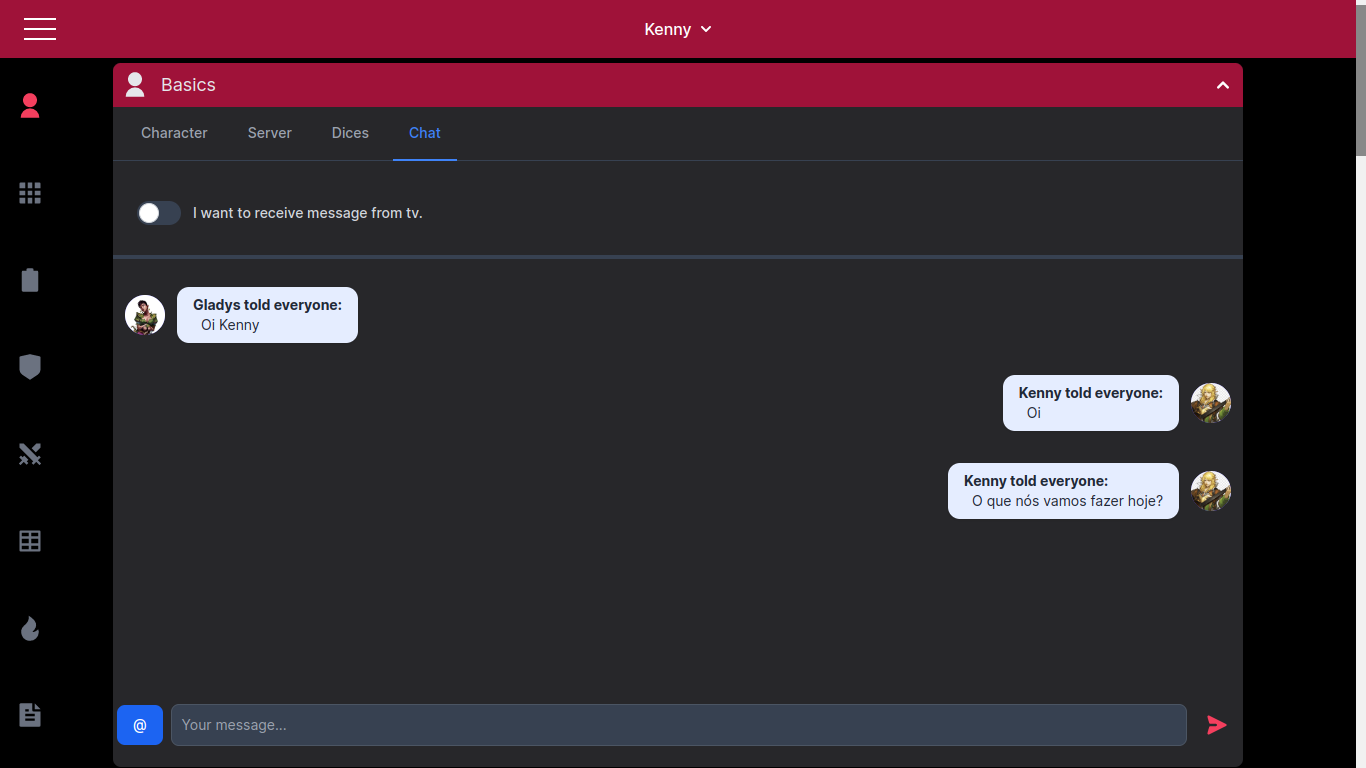 Kenny
Basics
Character Server Dices Chat
I want to receive message from tv.
Gladys told everyone:
Oi Kenny
Kenny told everyone:
Oi
Kenny told everyone:
O que nós vamos fazer hoje?
@ Your message...